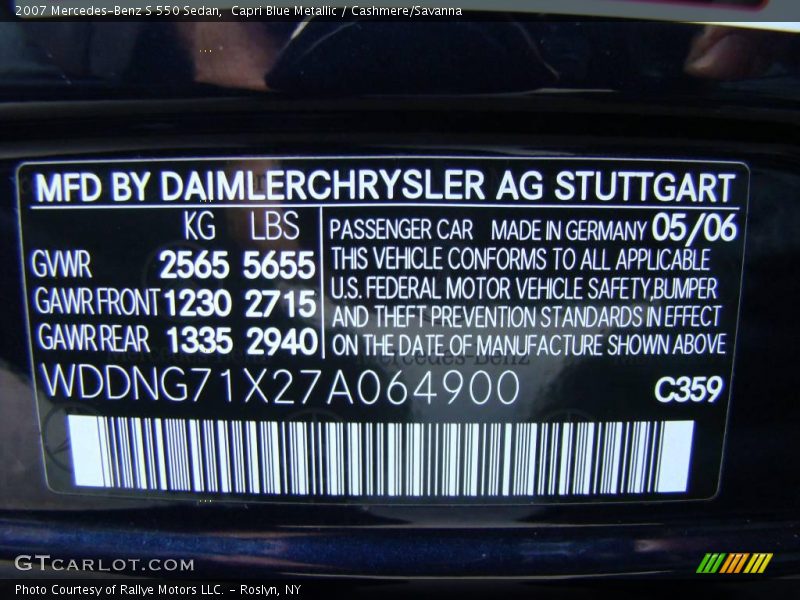 2007 Mercedes-Benz S 550 Sedan, Capri Blue Metallic / Cashmere/Savanna
MFD BY DAIMLERCHRYSLER AG STUTTGART
KG LBS
GVWR 2565 5655
GAWR FRONT 1230 2715
GAWR REAR 1335 2940
PASSENGER CAR MADE IN GERMANY 05/06
THIS VEHICLE CONFORMS TO ALL APPLICABLE
U.S. FEDERAL MOTOR VEHICLE SAFETY,BUMPER
AND THEFT PREVENTION STANDARDS IN EFFECT
ON THE DATE OF MANUFACTURE SHOWN ABOVE
WDDNG71X27A064900 C359
GTCARLOT.COM
Photo Courtesy of Rallye Motors LLC. - Roslyn, NY